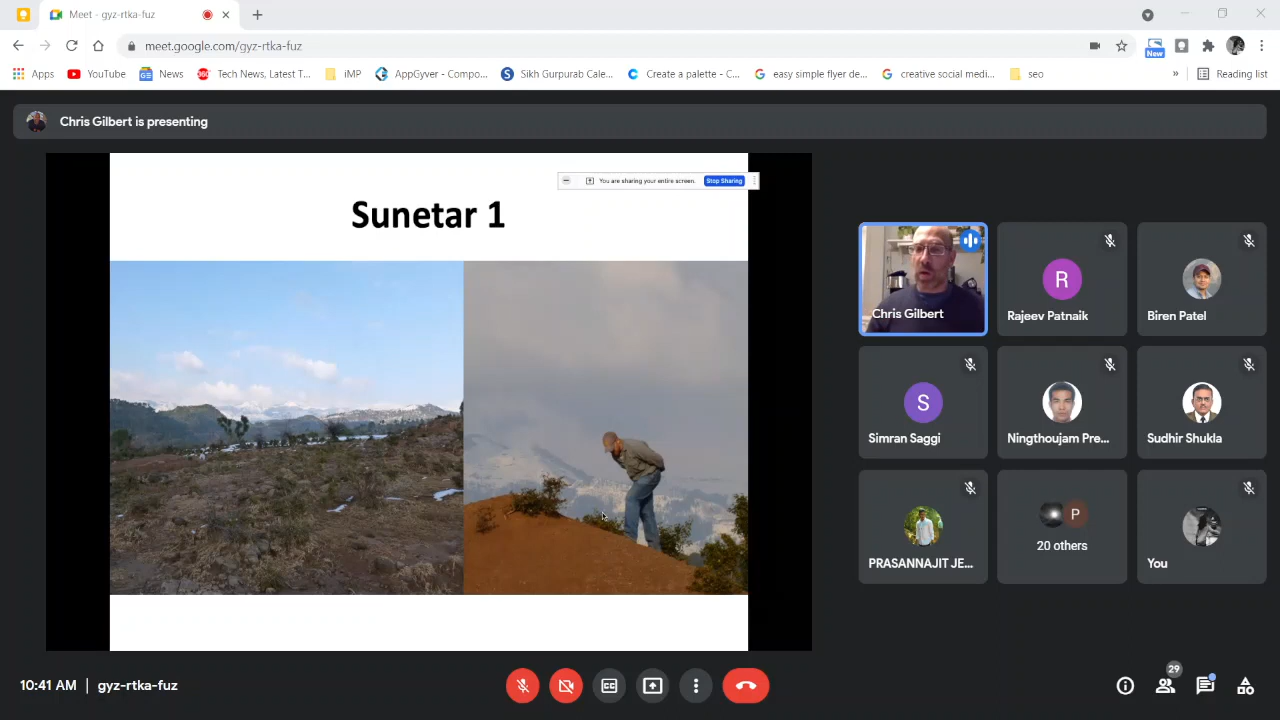 Meet - gyz-rtka-fuz
meet.google.com/gyz-rtka-fuz
New
Apps
YouTube
News
Tech News, Latest T...
iMP
AppGyver - Compo...
Sikh Gurpurab Cale...
Create a palette - C...
easy simple flyer de...
creative social medi...
seo
»
Reading list
Chris Gilbert is presenting
You are sharing your entire screen.
Stop Sharing
Sunetar 1
Chris Gilbert
R
Rajeev Patnaik
Biren Patel
S
Simran Saggi
Ningthoujam Pre...
Sudhir Shukla
PRASANNAJIT JE...
P
20 others
You
10:41 AM | gyz-rtka-fuz
CC
29